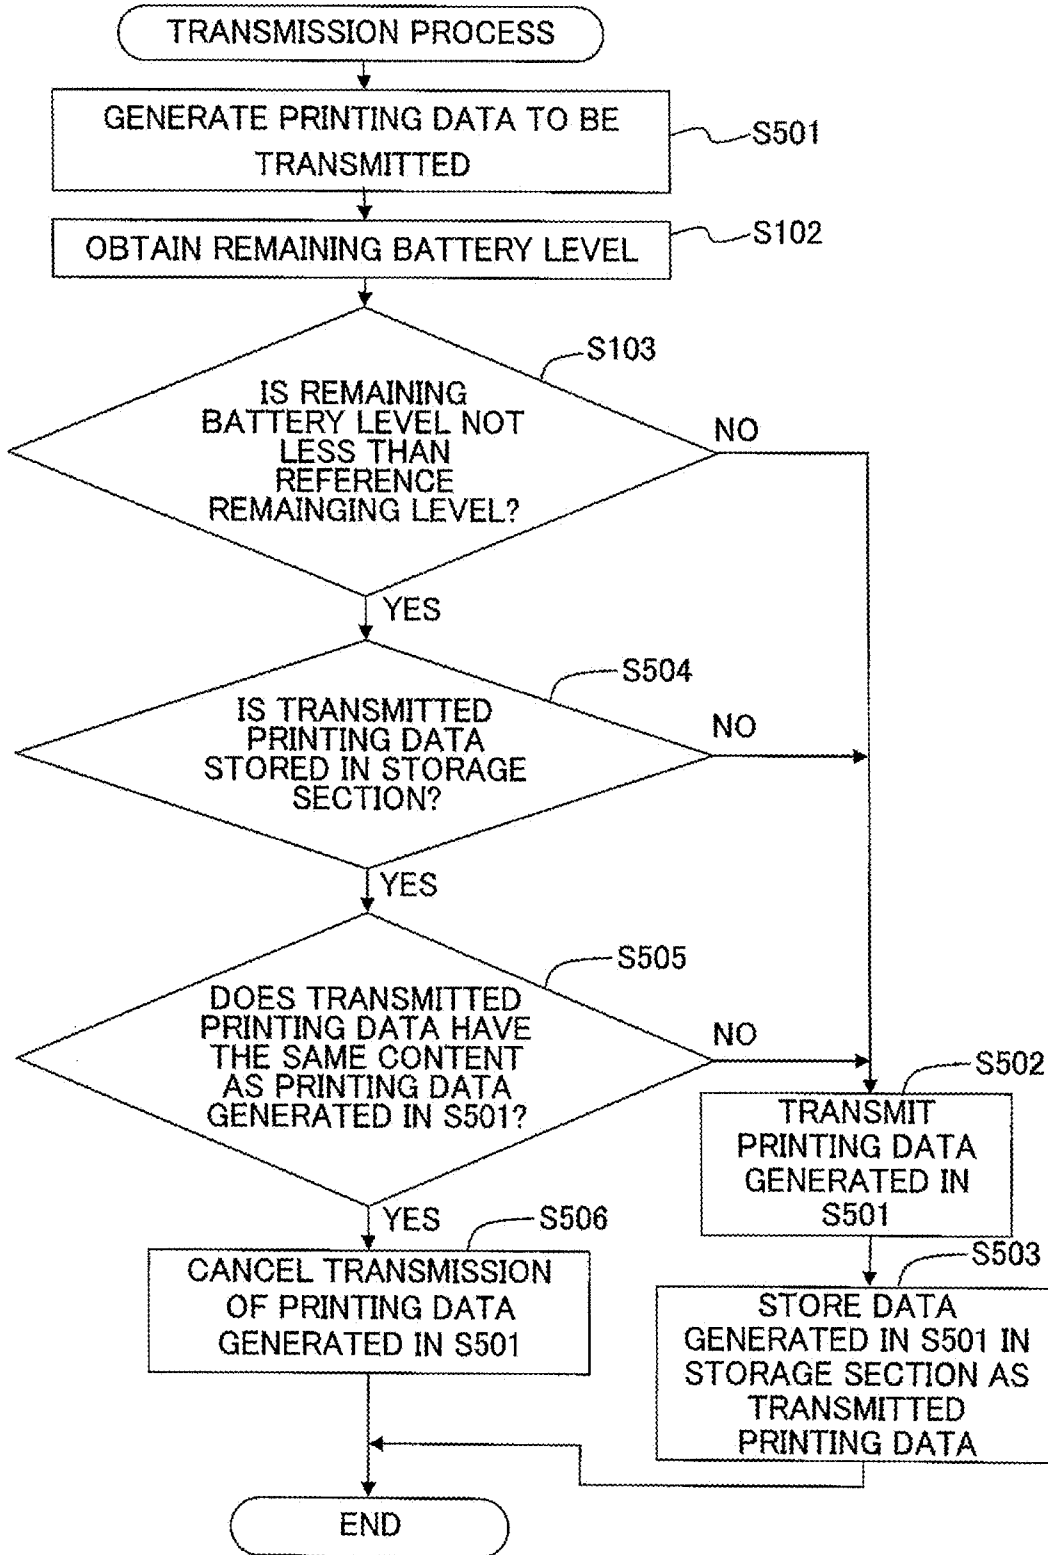 TRANSMISSION PROCESS
GENERATE PRINTING DATA TO BE
TRANSMITTED
S501
OBTAIN REMAINING BATTERY LEVEL
S102
S103
IS REMAINING
BATTERY LEVEL NOT
LESS THAN
REFERENCE
REMAINGING LEVEL?
NO
YES
S504
IS TRANSMITTED
PRINTING DATA
STORED IN STORAGE
SECTION?
NO
YES
S505
DOES TRANSMITTED
PRINTING DATA HAVE
THE SAME CONTENT
AS PRINTING DATA
GENERATED IN S501?
NO
YES
S502
TRANSMIT
PRINTING DATA
GENERATED IN
S501
S506
CANCEL TRANSMISSION
OF PRINTING DATA
GENERATED IN S501
S503
STORE DATA
GENERATED IN S501 IN
STORAGE SECTION AS
TRANSMITTED
PRINTING DATA
END